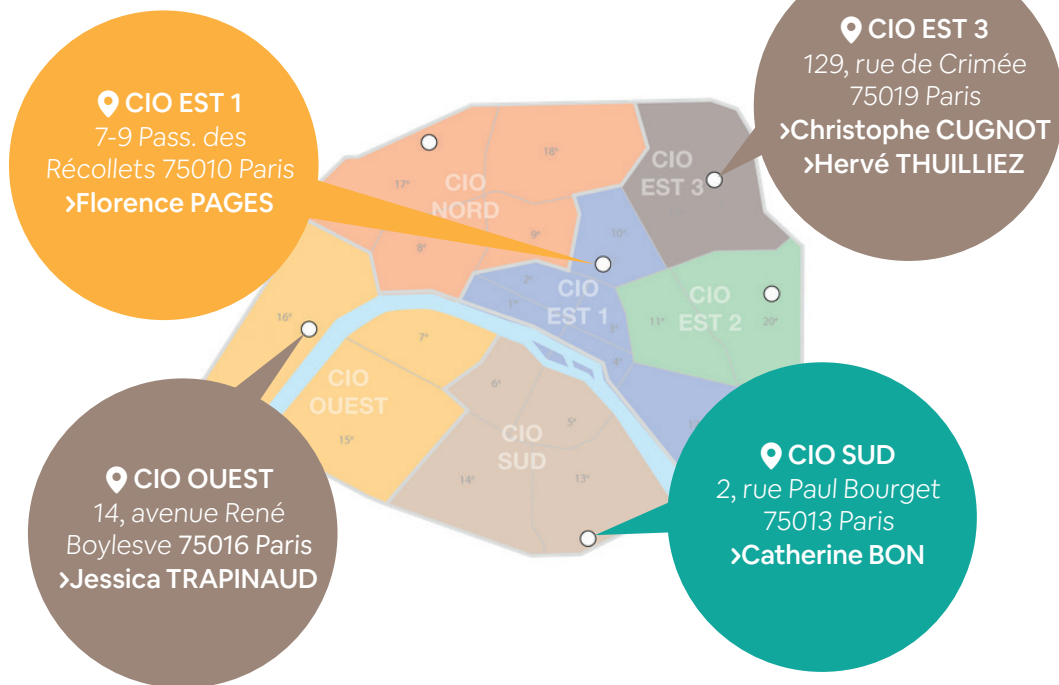 CIO EST 3
129, rue de Crimée
75019 Paris
>Christophe CUGNOT
>Hervé THUILLIEZ
CIO EST 1
7-9 Pass. des
Récollets 75010 Paris
>Florence PAGES
18e
17e
CIO
NORD
CIO
EST 3
9e
8e
10e
2e
1e
CIO
EST 1
3e
4e
11e
CIO
EST 2
20e
16e
7e
CIO
OUEST
15e
6e
5e
CIO
SUD
14e
13e
CIO OUEST
14, avenue René
Boylesve 75016 Paris
>Jessica TRAPINAUD
CIO SUD
2, rue Paul Bourget
75013 Paris
>Catherine BON